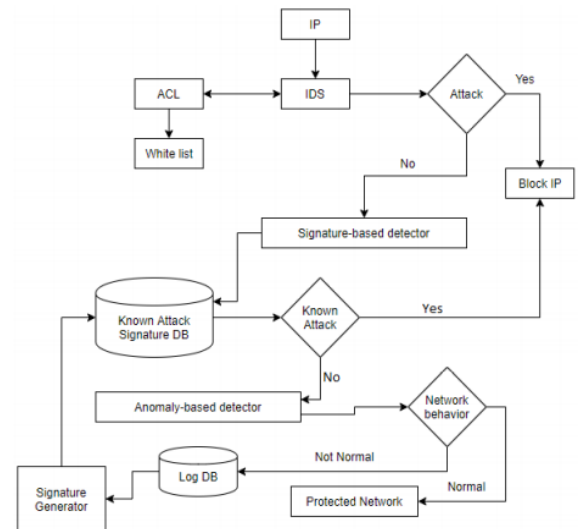 IP
ACL
IDS
Attack
Yes
White list
No
Block IP
Signature-based detector
Known Attack
Signature DB
Known
Attack
Yes
No
Anomaly-based detector
Network
behavior
Not Normal
Log DB
Normal
Signature
Generator
Protected Network